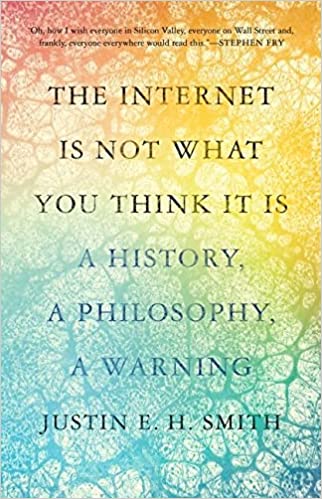 "Oh, how I wish everyone in Silicon Valley, everyone on Wall Street and,
frankly, everyone everywhere would read this."—STEPHEN FRY
THE INTERNET
IS NOT WHAT
YOU THINK IT IS
A HISTORY,
A PHILOSOPHY,
A WARNING
JUSTIN E. H. SMITH